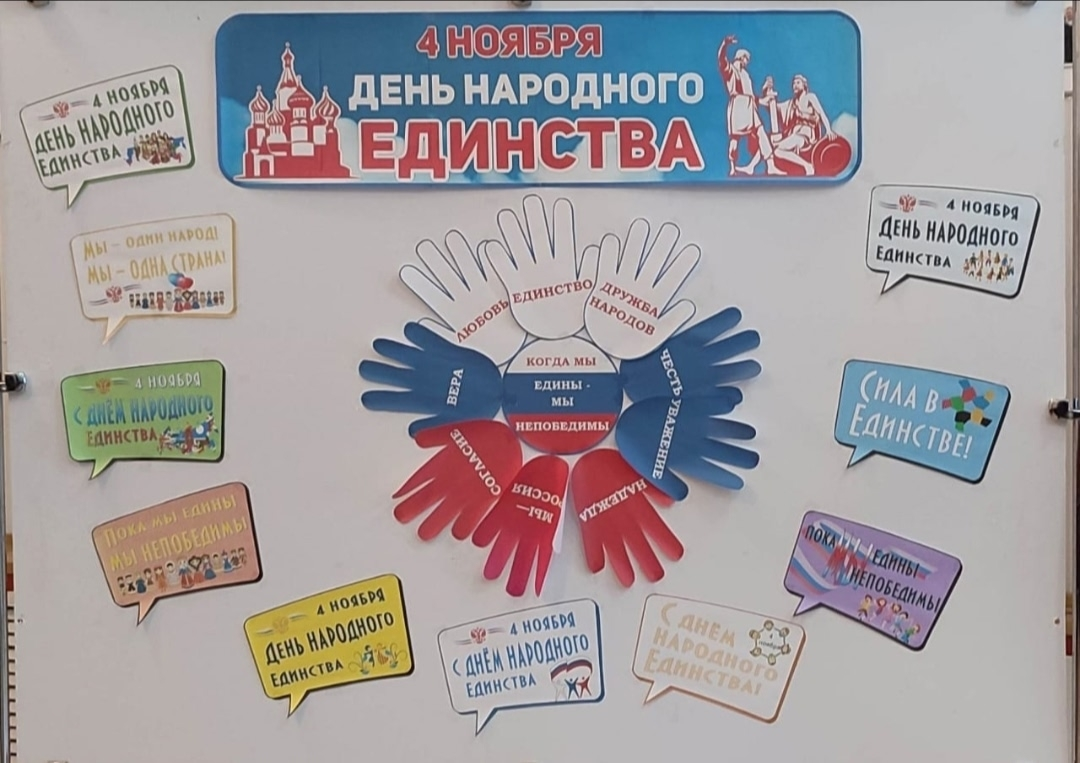 4 НОЯБРЯ
ДЕНЬ НАРОДНОГО
ЕДИНСТВА
4 НОЯБРЯ
ДЕНЬ НАРОДНОГО
ЕДИНСТВА
МЫ – ОДИН НАРОД!
МЫ – ОДНА СТРАНА!
4 НОЯБРЯ
С ДНЁМ НАРОДНОГО
ЕДИНСТВА
ПОКА МЫ ЕДИНЫ
МЫ НЕПОБЕДИМЫ
4 НОЯБРЯ
ДЕНЬ НАРОДНОГО
ЕДИНСТВА
4 НОЯБРЯ
С ДНЁМ НАРОДНОГО
ЕДИНСТВА
С ДНЕМ
НАРОДНОГО
ЕДИНСТВА!
ПОКА МЫ ЕДИНЫ
НЕПОБЕДИМЫ
СИЛА В
ЕДИНСТВЕ!
4 НОЯБРЯ
ДЕНЬ НАРОДНОГО
ЕДИНСТВА
ЛЮБОВЬ
ЕДИНСТВО
ДРУЖБА
НАРОДОВ
ЧЕСТЬ
УВАЖЕНИЕ
НАДЕЖДА
МЫ—
РОССИЯ
СОГЛАСИЕ
ВЕРА
КОГДА МЫ
ЕДИНЫ -
МЫ
НЕПОБЕДИМЫ